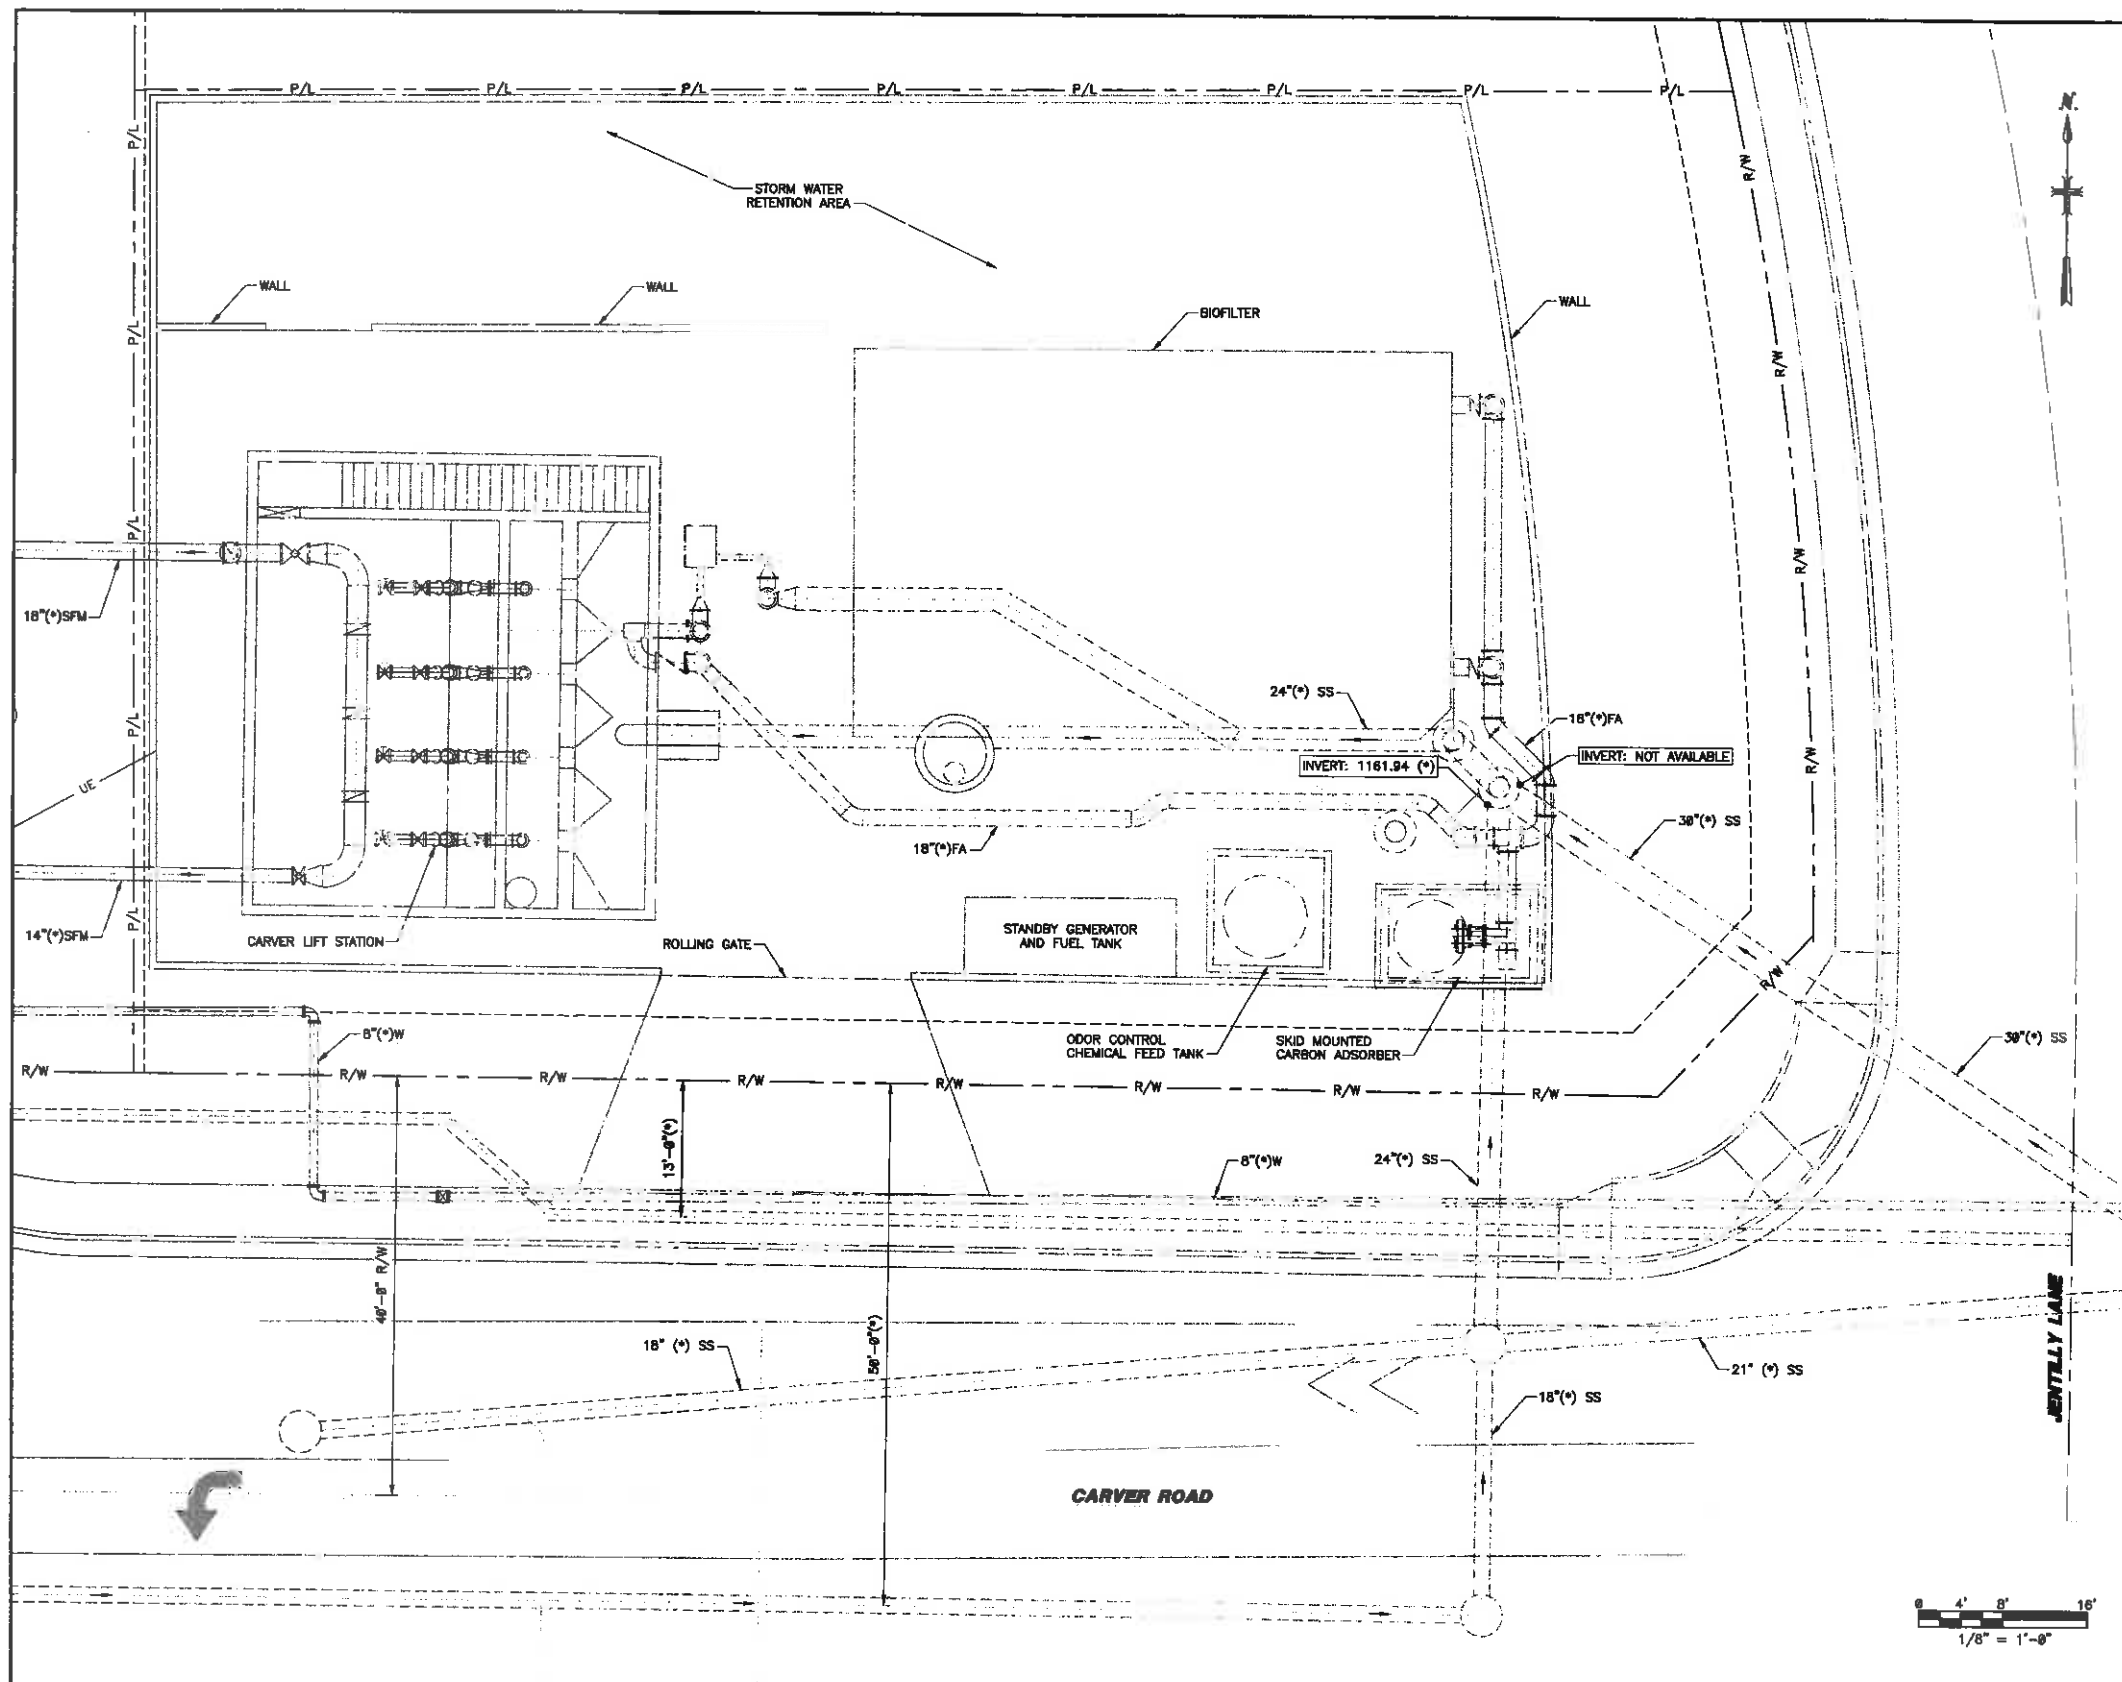 P/L P/L P/L P/L P/L P/L P/L P/L
N.
P/L
R/W
STORM WATER
RETENTION AREA
WALL
WALL
WALL
BIOFILTER
P/L
R/W
P/L
R/W
18"(*)SFM
24"(*) SS
16"(*)FA
INVERT: NOT AVAILABLE
INVERT: 1161.94 (*)
P/L
R/W
UE
30"(*) SS
18"(*)FA
14"(*)SFM
P/L
CARVER LIFT STATION
ROLLING GATE
STANDBY GENERATOR
AND FUEL TANK
R/W
8"(*)W
ODOR CONTROL
CHEMICAL FEED TANK
SKID MOUNTED
CARBON ADSORBER
30"(*) SS
R/W R/W R/W R/W R/W R/W R/W R/W
13'-0"(*)
8"(*)W
24"(*) SS
40'-0" R/W
50'-0"(*)
18" (*) SS
21" (*) SS
18"(*) SS
JENTILLY LANE
CARVER ROAD
0 4' 8' 16'
1/8" = 1'-0"